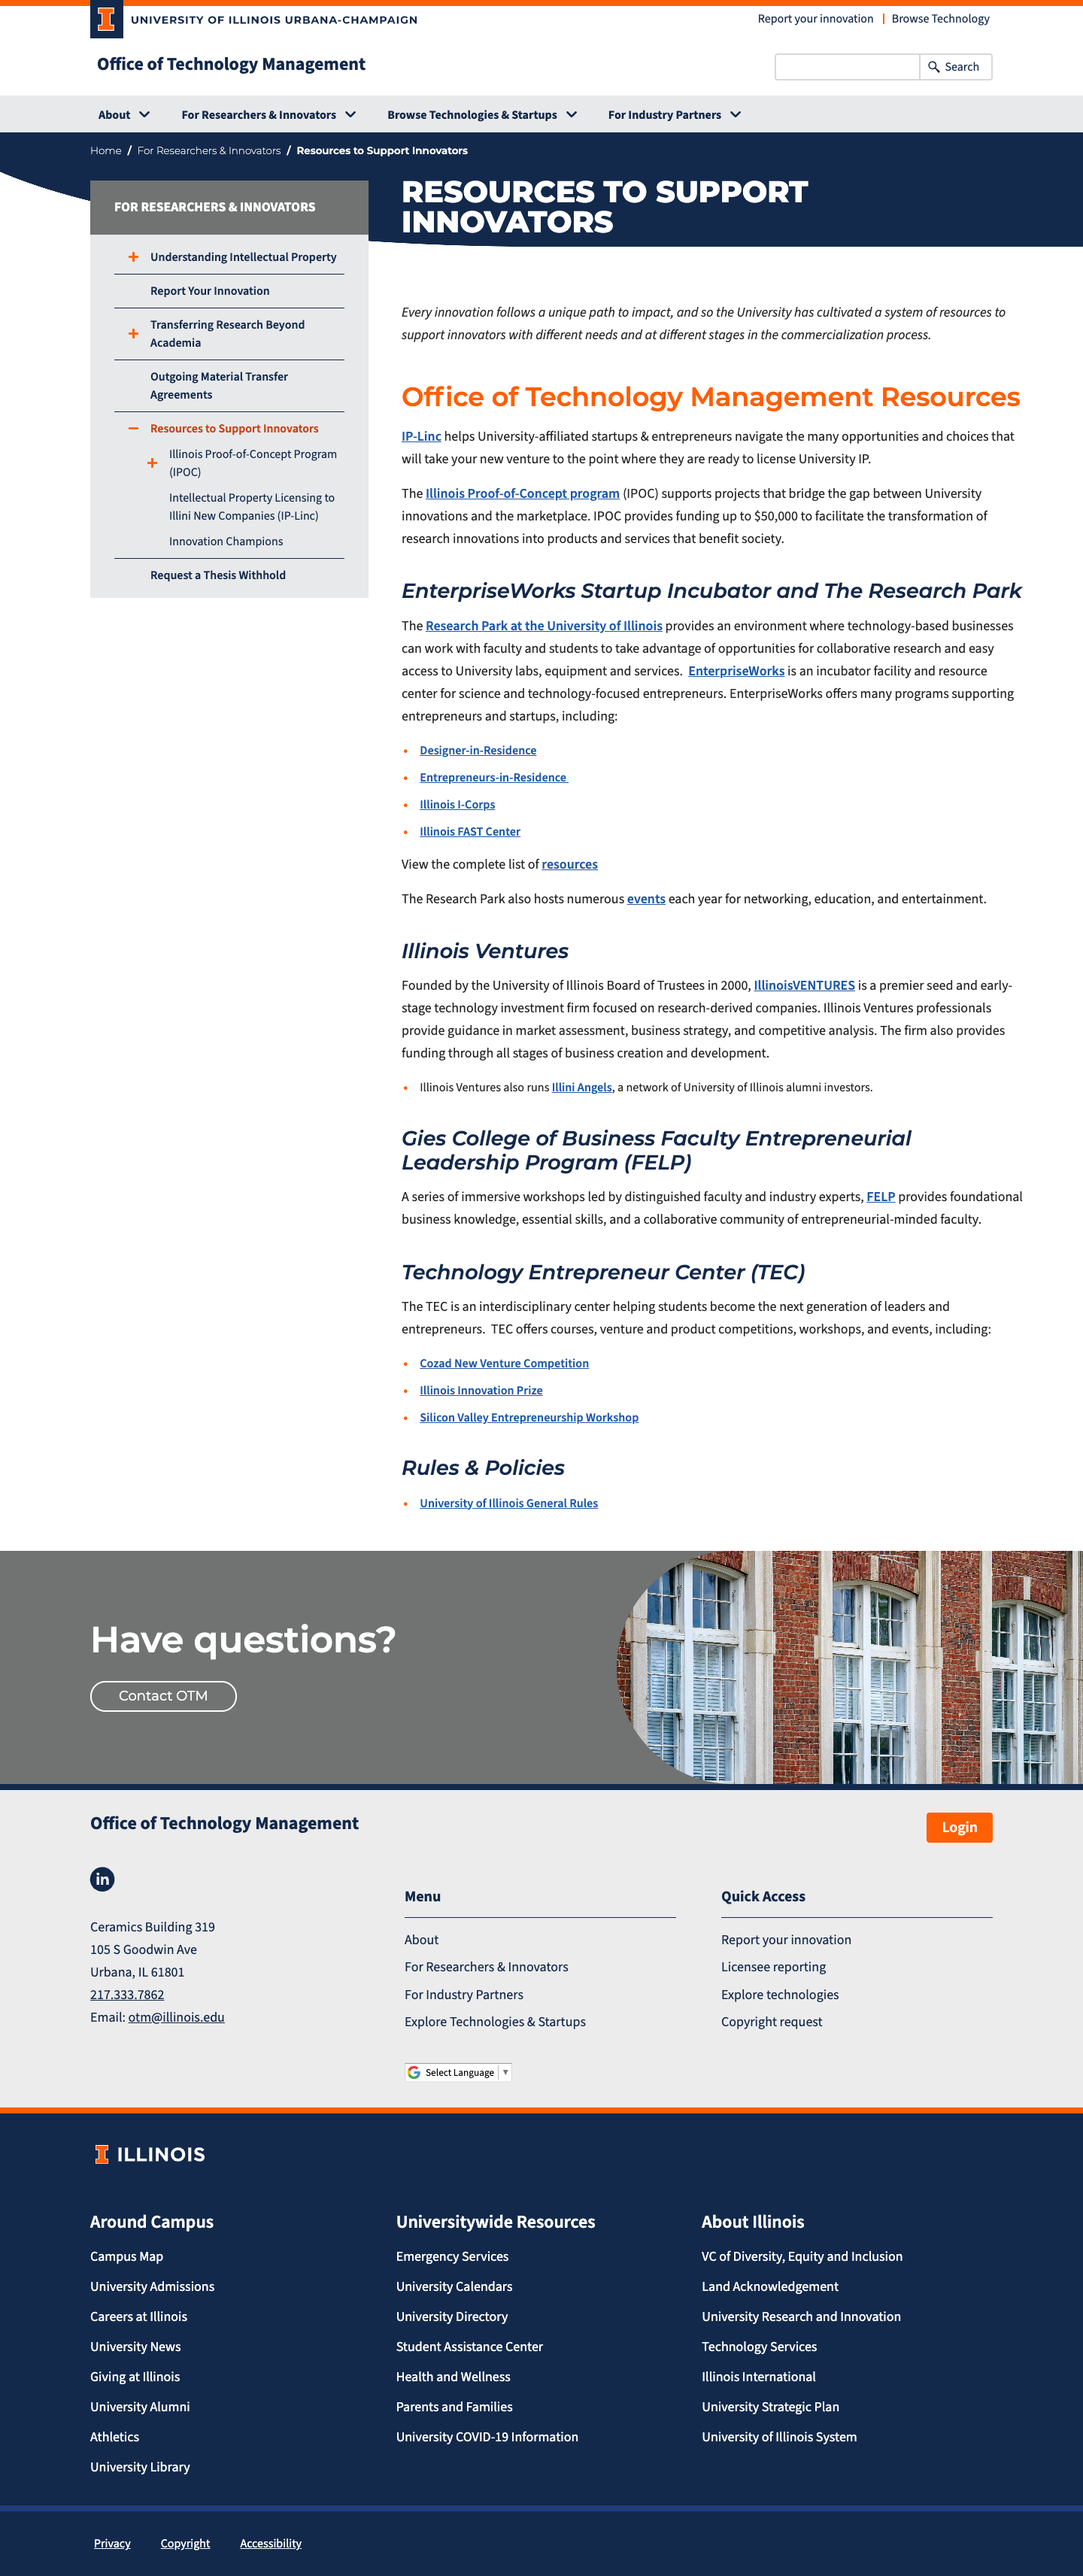 UNIVERSITY OF ILLINOIS URBANA-CHAMPAIGN
Report your innovation | Browse Technology
Office of Technology Management
Search
About
For Researchers & Innovators
Browse Technologies & Startups
For Industry Partners
Home / For Researchers & Innovators / Resources to Support Innovators
FOR RESEARCHERS & INNOVATORS
Understanding Intellectual Property
Report Your Innovation
Transferring Research Beyond
Academia
Outgoing Material Transfer
Agreements
Resources to Support Innovators
Illinois Proof-of-Concept Program
(IPOC)
Intellectual Property Licensing to
Illini New Companies (IP-Linc)
Innovation Champions
Request a Thesis Withhold
RESOURCES TO SUPPORT
INNOVATORS
Every innovation follows a unique path to impact, and so the University has cultivated a system of resources to
support innovators with different needs and at different stages in the commercialization process.
Office of Technology Management Resources
IP-Linc helps University-affiliated startups & entrepreneurs navigate the many opportunities and choices that
will take your new venture to the point where they are ready to license University IP.
The Illinois Proof-of-Concept program (IPOC) supports projects that bridge the gap between University
innovations and the marketplace. IPOC provides funding up to $50,000 to facilitate the transformation of
research innovations into products and services that benefit society.
EnterpriseWorks Startup Incubator and The Research Park
The Research Park at the University of Illinois provides an environment where technology-based businesses
can work with faculty and students to take advantage of opportunities for collaborative research and easy
access to University labs, equipment and services. EnterpriseWorks is an incubator facility and resource
center for science and technology-focused entrepreneurs. EnterpriseWorks offers many programs supporting
entrepreneurs and startups, including:
• Designer-in-Residence
• Entrepreneurs-in-Residence
• Illinois I-Corps
• Illinois FAST Center
View the complete list of resources
The Research Park also hosts numerous events each year for networking, education, and entertainment.
Illinois Ventures
Founded by the University of Illinois Board of Trustees in 2000, IllinoisVENTURES is a premier seed and early-
stage technology investment firm focused on research-derived companies. Illinois Ventures professionals
provide guidance in market assessment, business strategy, and competitive analysis. The firm also provides
funding through all stages of business creation and development.
• Illinois Ventures also runs Illini Angels, a network of University of Illinois alumni investors.
Gies College of Business Faculty Entrepreneurial
Leadership Program (FELP)
A series of immersive workshops led by distinguished faculty and industry experts, FELP provides foundational
business knowledge, essential skills, and a collaborative community of entrepreneurial-minded faculty.
Technology Entrepreneur Center (TEC)
The TEC is an interdisciplinary center helping students become the next generation of leaders and
entrepreneurs. TEC offers courses, venture and product competitions, workshops, and events, including:
• Cozad New Venture Competition
• Illinois Innovation Prize
• Silicon Valley Entrepreneurship Workshop
Rules & Policies
• University of Illinois General Rules
Have questions?
Contact OTM
Office of Technology Management
Login
in
Ceramics Building 319
105 S Goodwin Ave
Urbana, IL 61801
217.333.7862
Email: otm@illinois.edu
Menu
About
For Researchers & Innovators
For Industry Partners
Explore Technologies & Startups
Select Language ▼
Quick Access
Report your innovation
Licensee reporting
Explore technologies
Copyright request
ILLINOIS
Around Campus
Campus Map
University Admissions
Careers at Illinois
University News
Giving at Illinois
University Alumni
Athletics
University Library
Universitywide Resources
Emergency Services
University Calendars
University Directory
Student Assistance Center
Health and Wellness
Parents and Families
University COVID-19 Information
About Illinois
VC of Diversity, Equity and Inclusion
Land Acknowledgement
University Research and Innovation
Technology Services
Illinois International
University Strategic Plan
University of Illinois System
Privacy
Copyright
Accessibility